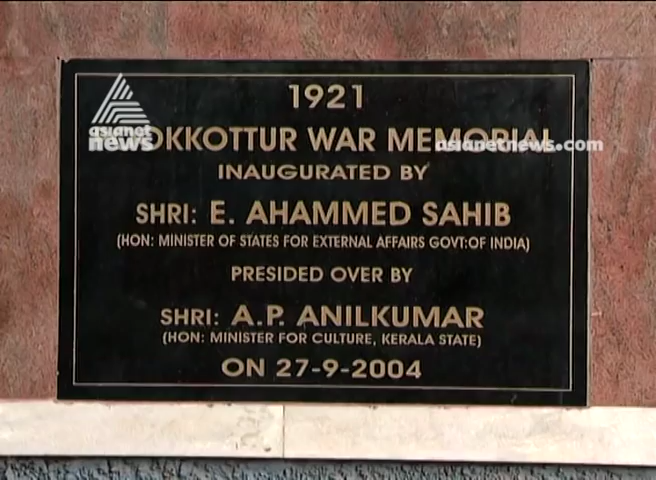 1921
OKKOTTUR WAR MEMORIAL
INAUGURATED BY
SHRI: E. AHAMMED SAHIB
(HON: MINISTER OF STATES FOR EXTERNAL AFFAIRS GOVT:OF INDIA)
PRESIDED OVER BY
SHRI: A.P. ANILKUMAR
(HON: MINISTER FOR CULTURE, KERALA STATE)
ON 27-9-2004
asianet
news
asianetnews.com